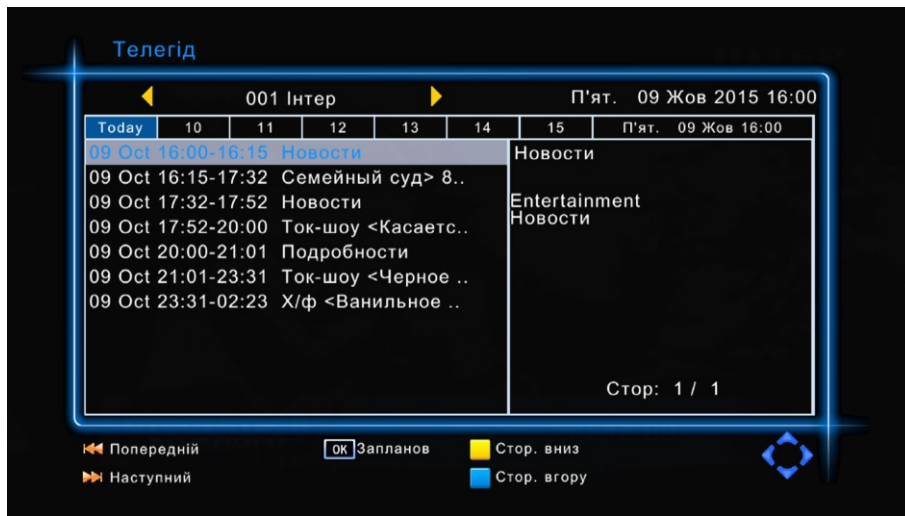 Телегід
001 Інтер П'ят. 09 Жов 2015 16:00
Today 10 11 12 13 14 15 П'ят. 09 Жов 16:00
09 Oct 16:00-16:15 Новости
09 Oct 16:15-17:32 Семейный суд> 8..
09 Oct 17:32-17:52 Новости
09 Oct 17:52-20:00 Ток-шоу <Касаетс..
09 Oct 20:00-21:01 Подробности
09 Oct 21:01-23:31 Ток-шоу <Черное ..
09 Oct 23:31-02:23 Х/ф <Ванильное ..
Новости
Entertainment
Новости
Стор: 1 / 1
Попередній OK Запланов Стор. вниз
Наступний Стор. вгору